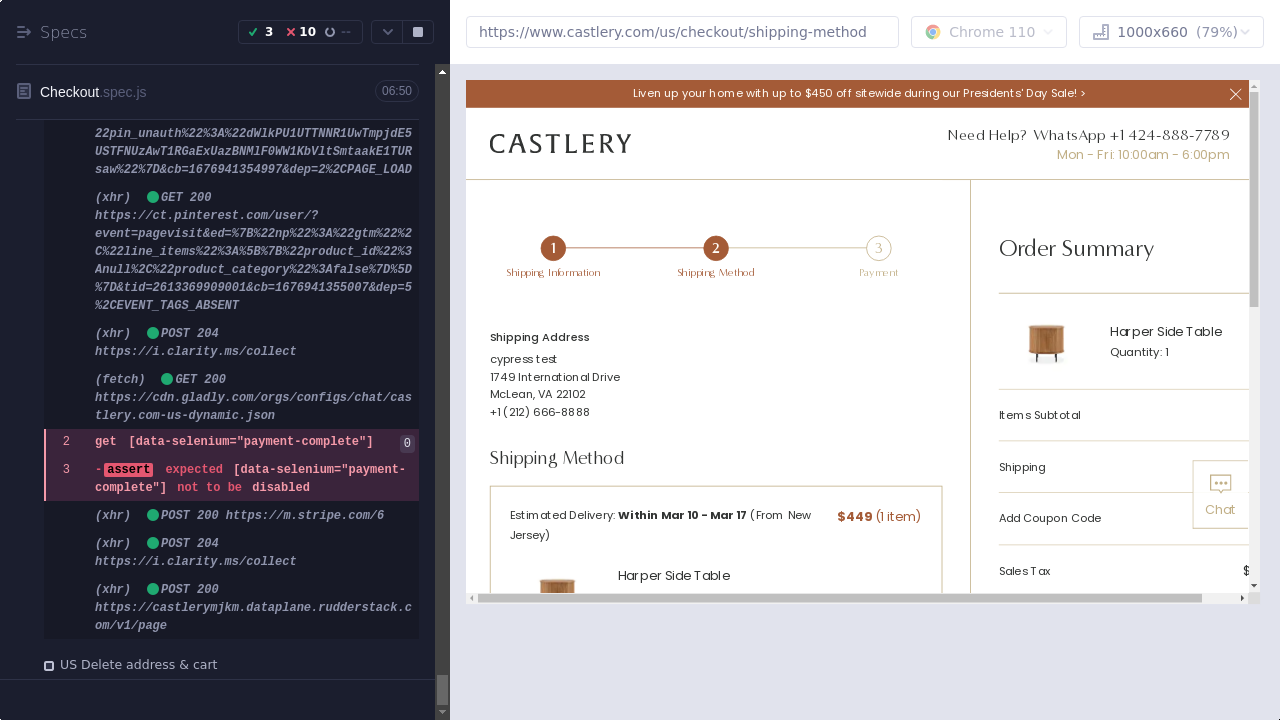 Specs
3
10
--
Checkout.spec.js
06:50
22pin_unauth%22%3A%22dWlkPU1UTTNNR1UwTmpjdE5
USTFNUzAwT1RGaExUazBNMlF0WW1KbVltSmtaakE1TUR
saw%22%7D&cb=1676941354997&dep=2%2CPAGE_LOAD
(xhr) GET 200
https://ct.pinterest.com/user/?
event=pagevisit&ed=%7B%22np%22%3A%22gtm%22%2
C%22line_items%22%3A%5B%7B%22product_id%22%3
Anull%2C%22product_category%22%3Afalse%7D%5D
%7D&tid=2613369909001&cb=1676941355007&dep=5
%2CEVENT_TAGS_ABSENT
(xhr) POST 204
https://i.clarity.ms/collect
(fetch) GET 200
https://cdn.gladly.com/orgs/configs/chat/cas
tlery.com-us-dynamic.json
2 get [data-selenium="payment-complete"] 0
3 -assert expected [data-selenium="payment-
complete"] not to be disabled
(xhr) POST 200 https://m.stripe.com/6
(xhr) POST 204
https://i.clarity.ms/collect
(xhr) POST 200
https://castlerymjkm.dataplane.rudderstack.c
om/v1/page
US Delete address & cart
https://www.castlery.com/us/checkout/shipping-method
Chrome 110
1000x660 (79%)
Liven up your home with up to $450 off sitewide during our Presidents' Day Sale! >
CASTLERY
Need Help? WhatsApp +1 424-888-7789
Mon - Fri: 10:00am - 6:00pm
1
2
3
Shipping Information
Shipping Method
Payment
Shipping Address
cypress test
1749 International Drive
McLean, VA 22102
+1 (212) 666-8888
Shipping Method
Estimated Delivery: Within Mar 10 - Mar 17 (From New
Jersey)
$449 (1 item)
Harper Side Table
Order Summary
Harper Side Table
Quantity: 1
Items Subtotal
Shipping
Add Coupon Code
Sales Tax
$
Chat